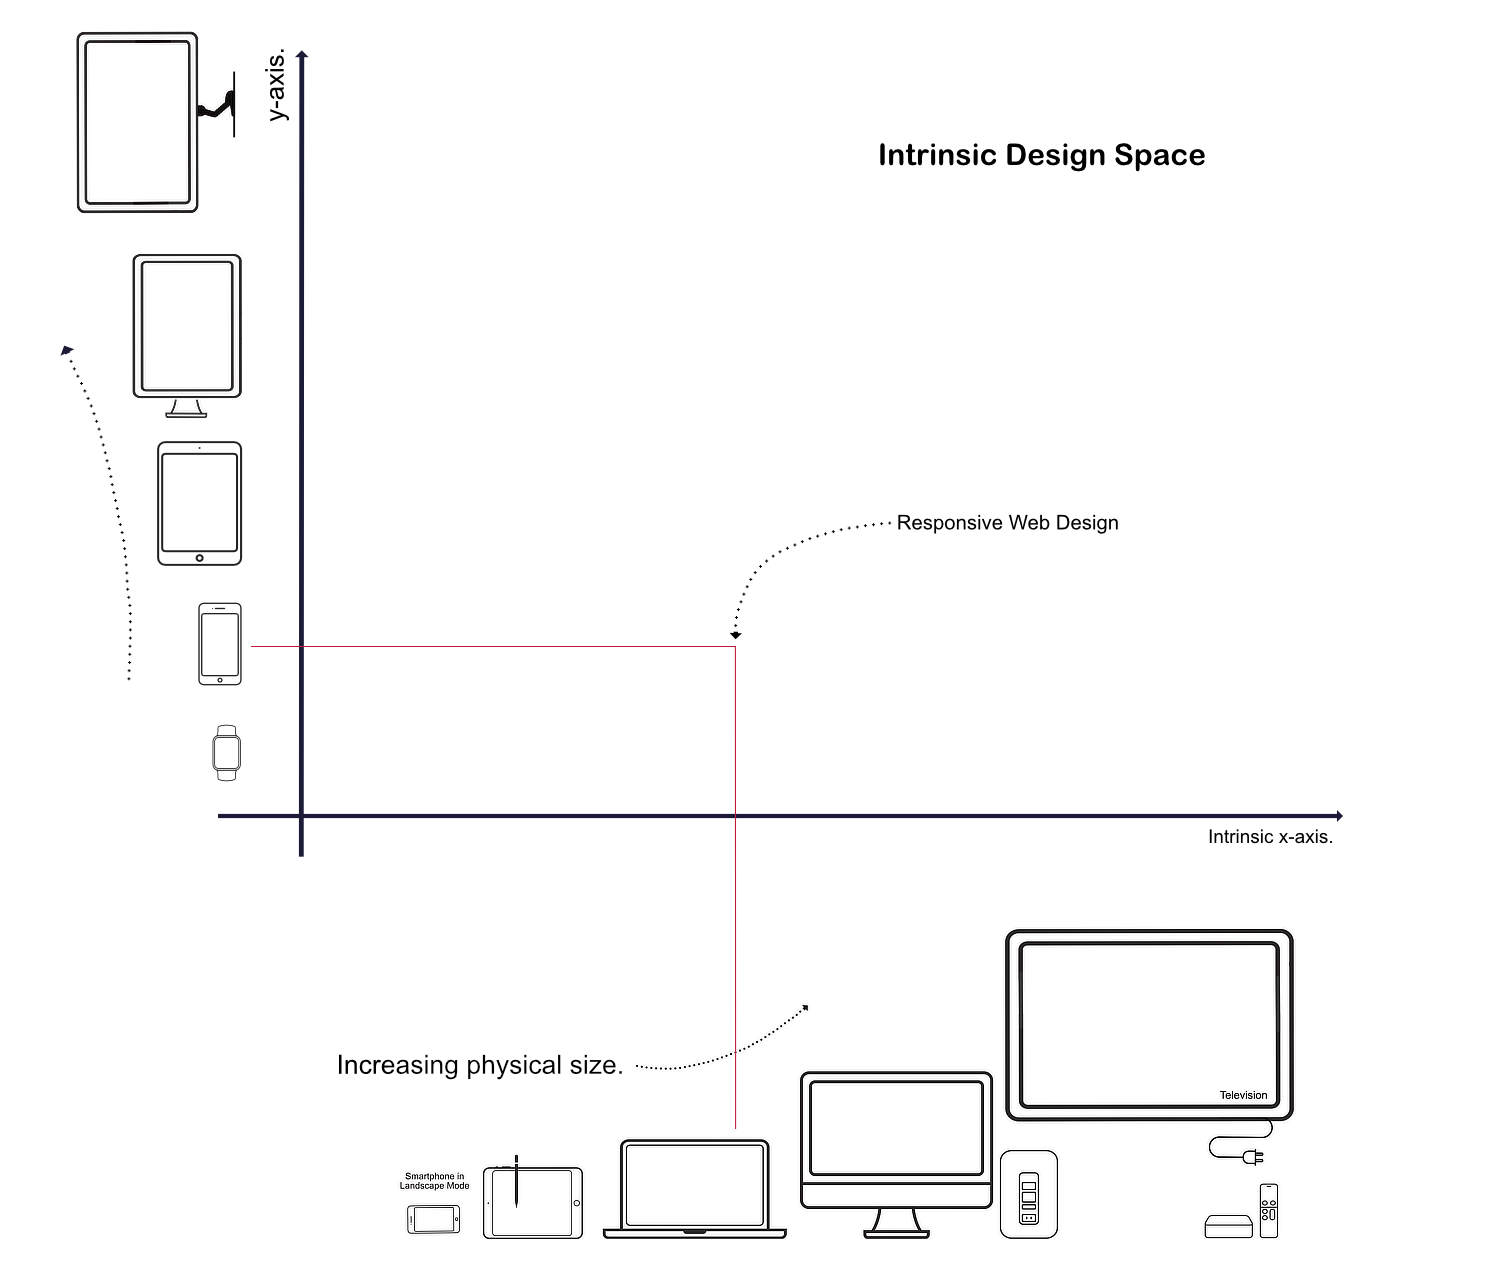 y-axis.
Intrinsic Design Space
Responsive Web Design
Intrinsic x-axis.
Increasing physical size.
Television
Smartphone in
Landscape Mode